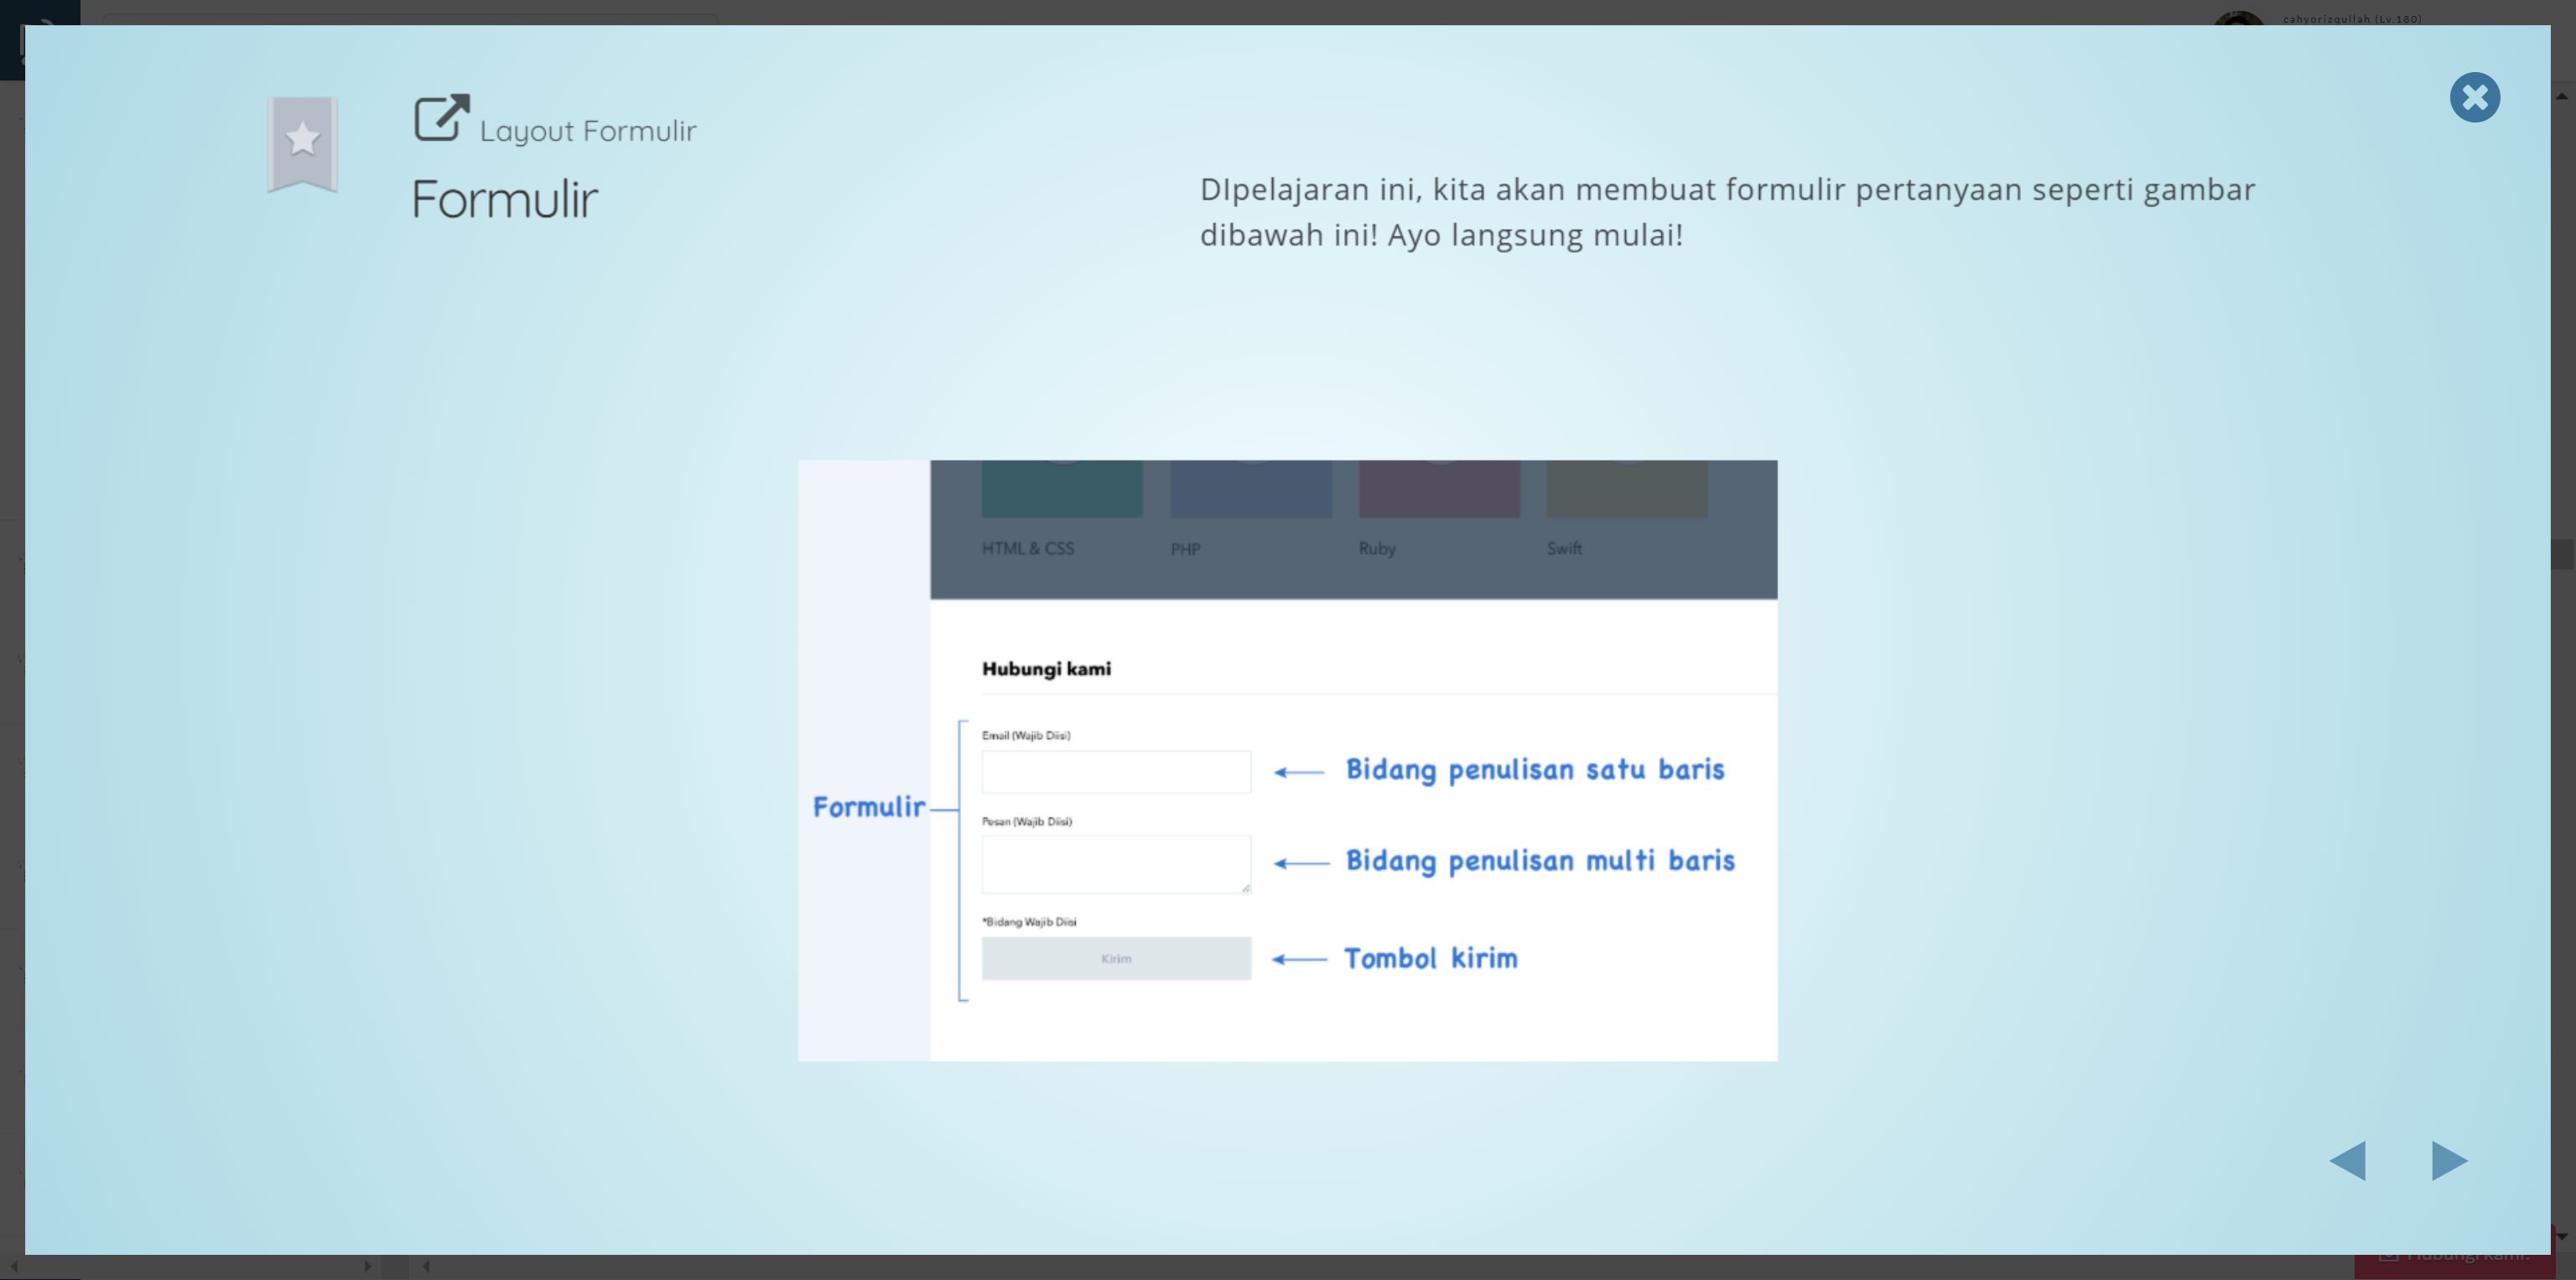 cahyorizqullah (Lv.180)
Layout Formulir
Formulir
DIpelajaran ini, kita akan membuat formulir pertanyaan seperti gambar
dibawah ini! Ayo langsung mulai!
HTML & CSS PHP Ruby Swift
Hubungi kami
Email (Wajib Diisi)
Bidang penulisan satu baris
Formulir
Pesan (Wajib Diisi)
Bidang penulisan multi baris
*Bidang Wajib Diisi
Kirim
Tombol kirim
Hubungi kami!